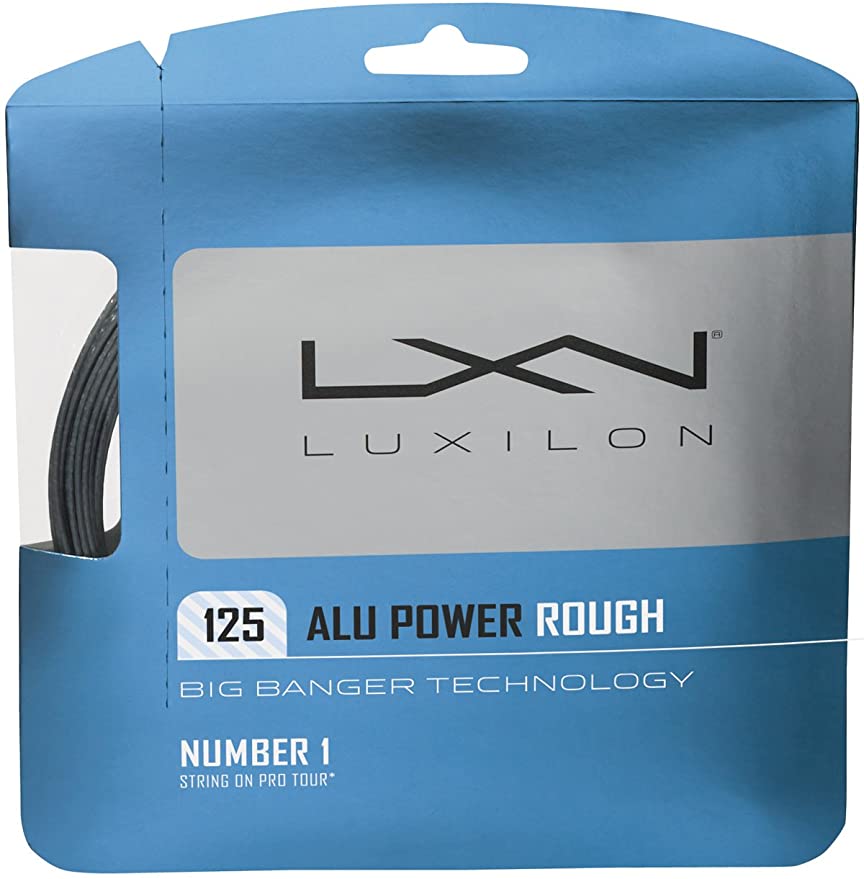 LXN®
LUXILON
125 ALU POWER ROUGH
BIG BANGER TECHNOLOGY
NUMBER 1
STRING ON PRO TOUR*